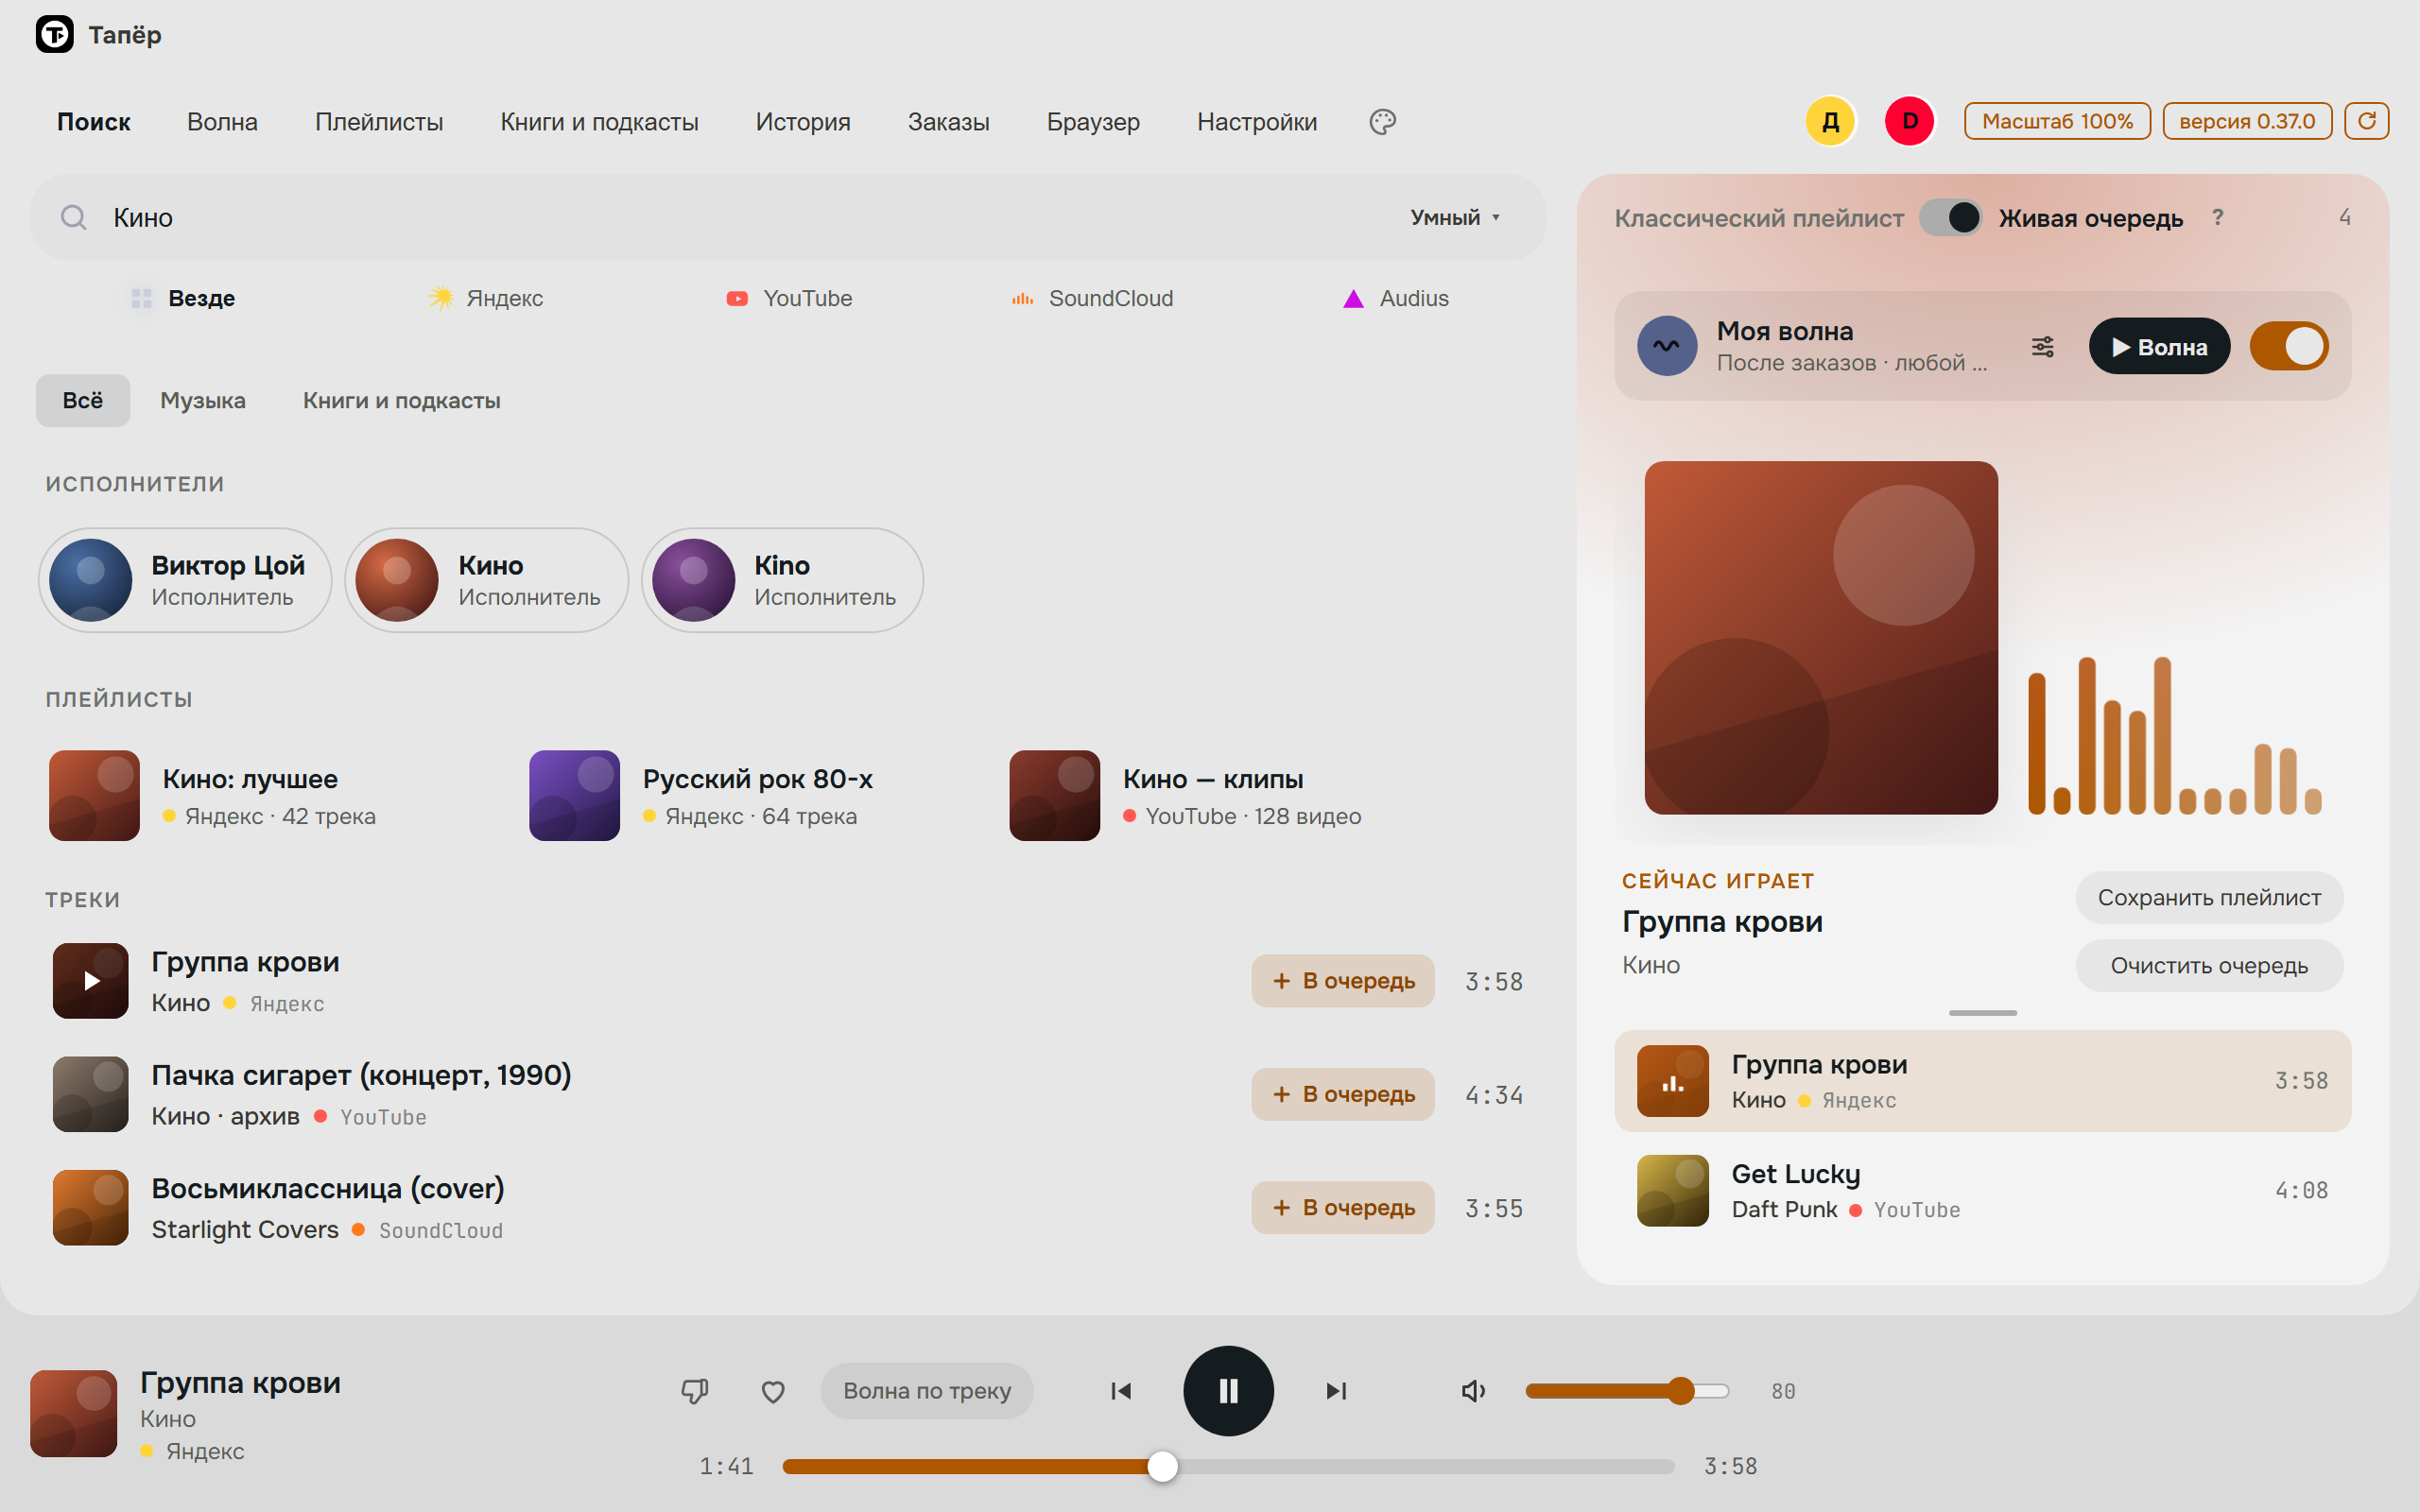 Тапёр
Поиск
Волна
Плейлисты
Книги и подкасты
История
Заказы
Браузер
Настройки
Д
D
Масштаб 100%
версия 0.37.0
Кино
Умный
Везде
Яндекс
YouTube
SoundCloud
Audius
Всё
Музыка
Книги и подкасты
ИСПОЛНИТЕЛИ
Виктор Цой
Исполнитель
Кино
Исполнитель
Kino
Исполнитель
ПЛЕЙЛИСТЫ
Кино: лучшее
Яндекс · 42 трека
Русский рок 80-х
Яндекс · 64 трека
Кино — клипы
YouTube · 128 видео
ТРЕКИ
Группа крови
Кино Яндекс
+ В очередь
3:58
Пачка сигарет (концерт, 1990)
Кино · архив YouTube
+ В очередь
4:34
Восьмиклассница (cover)
Starlight Covers SoundCloud
+ В очередь
3:55
Классический плейлист
Живая очередь
?
4
Моя волна
После заказов · любой ...
Волна
СЕЙЧАС ИГРАЕТ
Группа крови
Кино
Сохранить плейлист
Очистить очередь
Группа крови
Кино Яндекс
3:58
Get Lucky
Daft Punk YouTube
4:08
Группа крови
Кино
Яндекс
Волна по треку
80
1:41
3:58